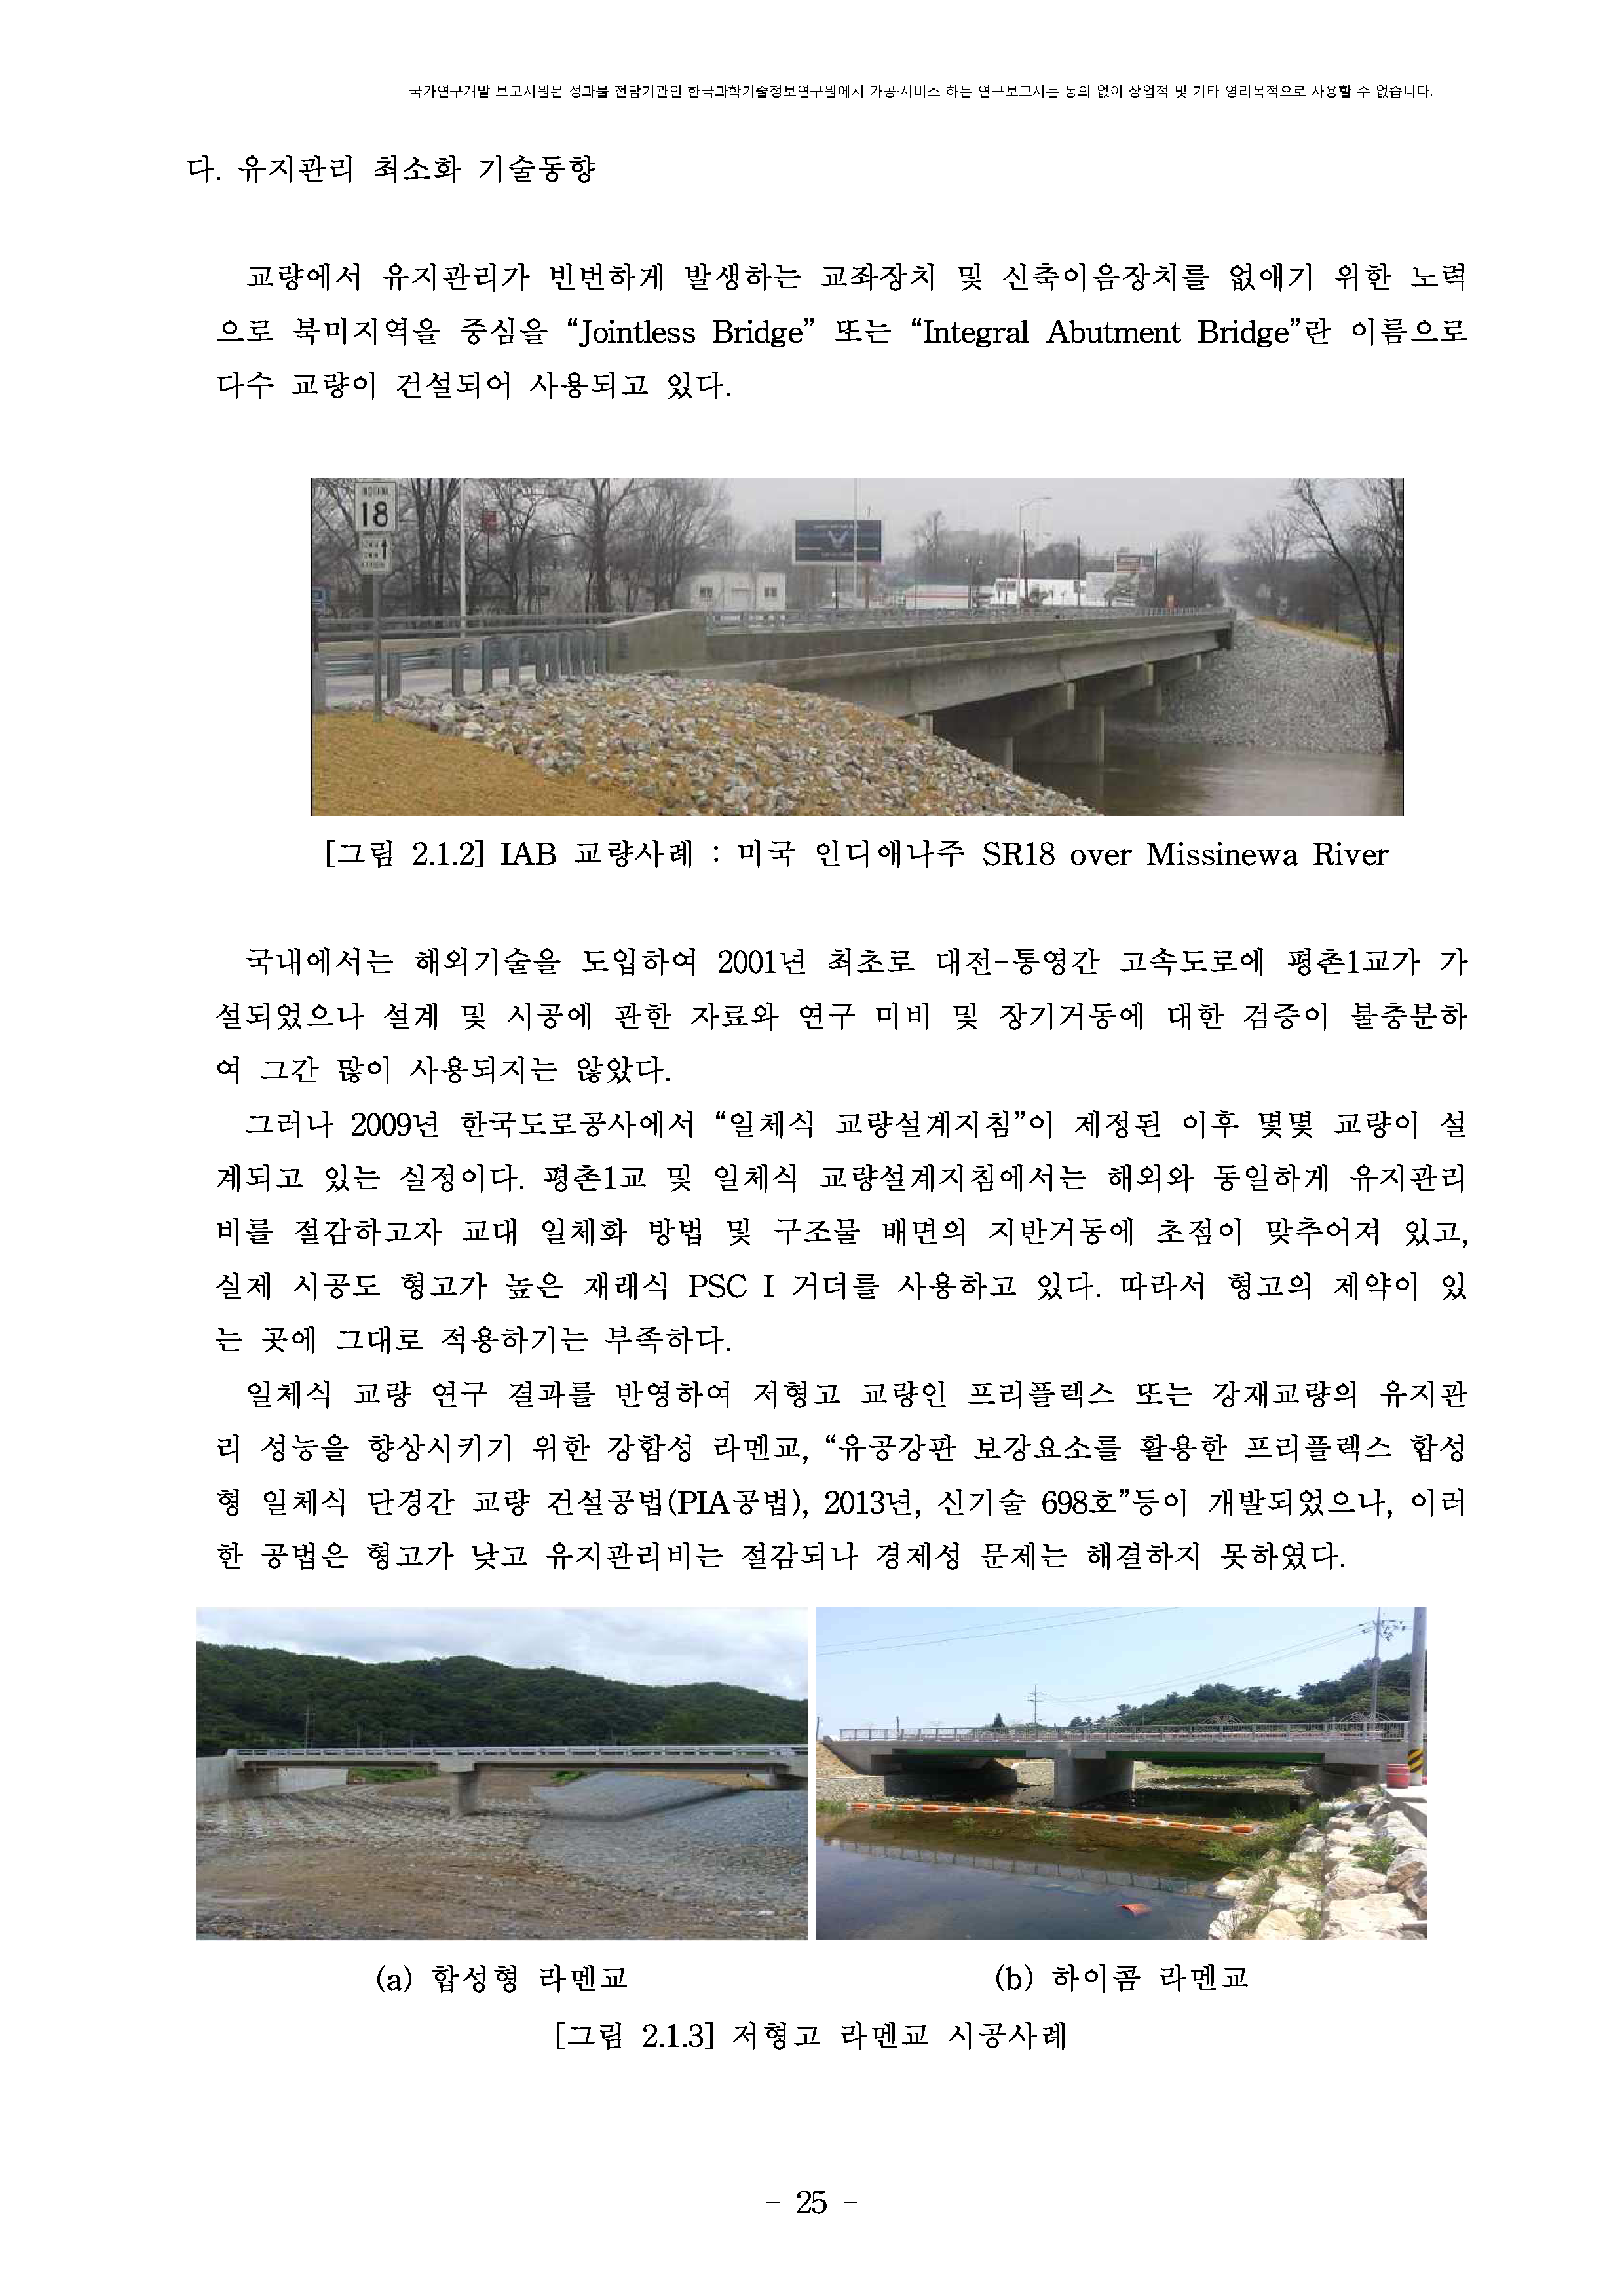 국가연구개발 보고서원문 성과물 전담기관인 한국과학기술정보연구원에서 가공·서비스 하는 연구보고서는 동의 없이 상업적 및 기타 영리목적으로 사용할 수 없습니다.
다. 유지관리 최소화 기술동향
교량에서 유지관리가 빈번하게 발생하는 교좌장치 및 신축이음장치를 없애기 위한 노력
으로 북미지역을 중심을 “Jointless Bridge” 또는 “Integral Abutment Bridge”란 이름으로
다수 교량이 건설되어 사용되고 있다.
INDIANA
18
[그림 2.1.2] IAB 교량사례 : 미국 인디애나주 SR18 over Missinewa River
국내에서는 해외기술을 도입하여 2001년 최초로 대전-통영간 고속도로에 평촌1교가 가
설되었으나 설계 및 시공에 관한 자료와 연구 미비 및 장기거동에 대한 검증이 불충분하
여 그간 많이 사용되지는 않았다.
그러나 2009년 한국도로공사에서 “일체식 교량설계지침”이 제정된 이후 몇몇 교량이 설
계되고 있는 실정이다. 평촌1교 및 일체식 교량설계지침에서는 해외와 동일하게 유지관리
비를 절감하고자 교대 일체화 방법 및 구조물 배면의 지반거동에 초점이 맞추어져 있고,
실제 시공도 형고가 높은 재래식 PSC I 거더를 사용하고 있다. 따라서 형고의 제약이 있
는 곳에 그대로 적용하기는 부족하다.
일체식 교량 연구 결과를 반영하여 저형고 교량인 프리플렉스 또는 강재교량의 유지관
리 성능을 향상시키기 위한 강합성 라멘교, “유공강판 보강요소를 활용한 프리플렉스 합성
형 일체식 단경간 교량 건설공법(PIA공법), 2013년, 신기술 698호”등이 개발되었으나, 이러
한 공법은 형고가 낮고 유지관리비는 절감되나 경제성 문제는 해결하지 못하였다.
(a) 합성형 라멘교
(b) 하이콤 라멘교
[그림 2.1.3] 저형고 라멘교 시공사례
- 25 -